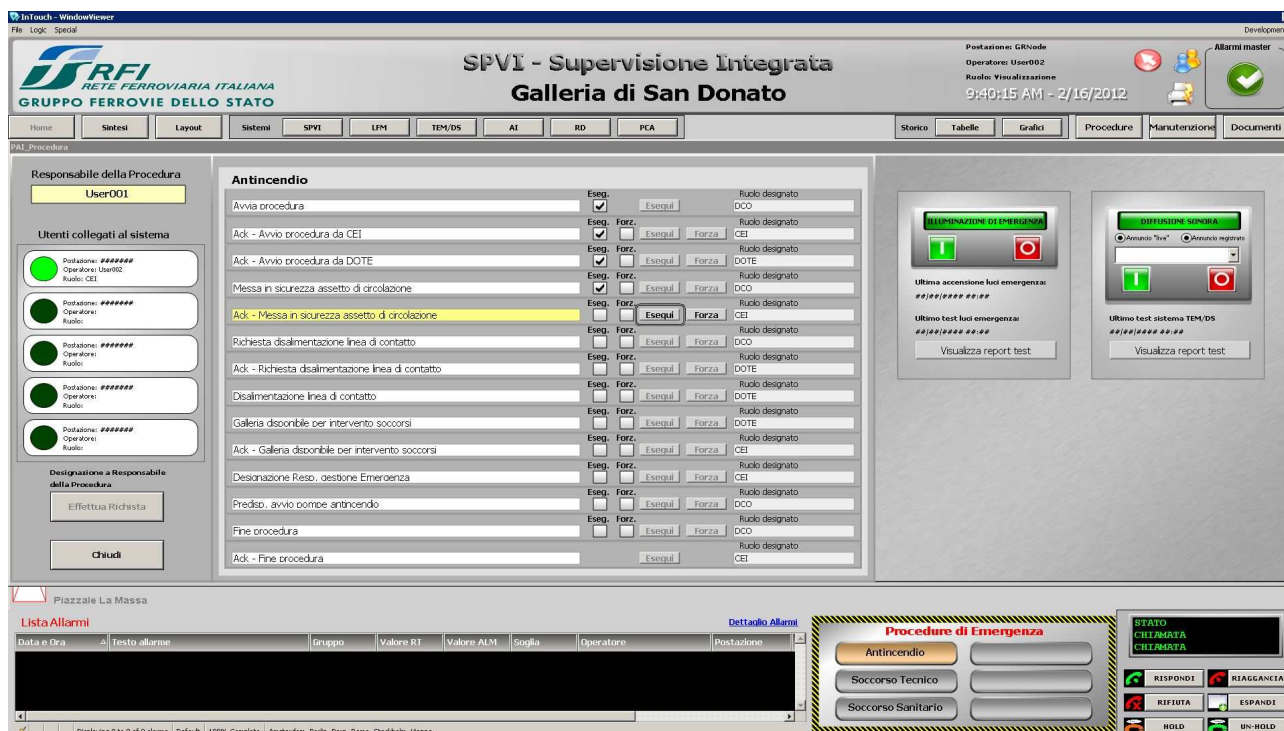 InTouch - WindowViewer
File Logic Special
Developmen
RFI
RETE FERROVIARIA ITALIANA
GRUPPO FERROVIE DELLO STATO
SPVI - Supervisione Integrata
Galleria di San Donato
Postazione: GRNode
Operatore: User002
Ruolo: Visualizzazione
9:40:15 AM - 2/16/2012
Allarmi master
Home Sintesi Layout Sistemi SPVI LFM TEM/DS AI RD PCA Storico Tabelle Grafici Procedure Manutenzione Documenti
PAI_Procedura
Responsabile della Procedura
User001
Utenti collegati al sistema
Postazione: #######
Operatore: User002
Ruolo: CEI
Postazione: #######
Operatore:
Ruolo:
Postazione: #######
Operatore:
Ruolo:
Postazione: #######
Operatore:
Ruolo:
Postazione: #######
Operatore:
Ruolo:
Designazione a Responsabile
della Procedura
Effettua Richista
Chiudi
Antincendio
Eseg. Ruolo designato
Avvia procedura Esegui DCO
Eseg. Forz. Ruolo designato
Ack - Avvio procedura da CEI Esegui Forza CEI
Eseg. Forz. Ruolo designato
Ack - Avvio procedura da DOTE Esegui Forza DOTE
Eseg. Forz. Ruolo designato
Messa in sicurezza assetto di circolazione Esegui Forza DCO
Eseg. Forz. Ruolo designato
Ack - Messa in sicurezza assetto di circolazione Esegui Forza CEI
Eseg. Forz. Ruolo designato
Richiesta disalimentazione linea di contatto Esegui Forza DCO
Eseg. Forz. Ruolo designato
Ack - Richiesta disalimentazione linea di contatto Esegui Forza DOTE
Eseg. Forz. Ruolo designato
Disalimentazione linea di contatto Esegui Forza DOTE
Eseg. Forz. Ruolo designato
Galleria disponibile per intervento soccorsi Esegui Forza DOTE
Eseg. Forz. Ruolo designato
Ack - Galleria disponibile per intervento soccorsi Esegui Forza CEI
Eseg. Forz. Ruolo designato
Designazione Resp. gestione Emergenza Esegui Forza CEI
Eseg. Forz. Ruolo designato
Predisp. avvio pompe antincendio Esegui Forza DCO
Eseg. Forz. Ruolo designato
Fine procedura Esegui Forza DCO
Ruolo designato
Ack - Fine procedura Esegui CEI
ILLUMINAZIONE DI EMERGENZA
I O
Ultima accensione luci emergenza:
##/##/#### ##:##
Ultimo test luci emergenza:
##/##/#### ##:##
Visualizza report test
DIFFUSIONE SONORA
Annuncio "live" Annuncio registrato
I O
Ultimo test sistema TEM/DS
##/##/#### ##:##
Visualizza report test
Piazzale La Massa
Lista Allarmi
Dettaglio Allarmi
Data e Ora Testo allarme Gruppo Valore RT Valore ALM Soglia Operatore Postazione
Procedure di Emergenza
Antincendio
Soccorso Tecnico
Soccorso Sanitario
STATO
CHIAMATA
CHIAMATA
RISPONDI RIAGGANCIA
RIFIUTA ESPANDI
HOLD UN-HOLD